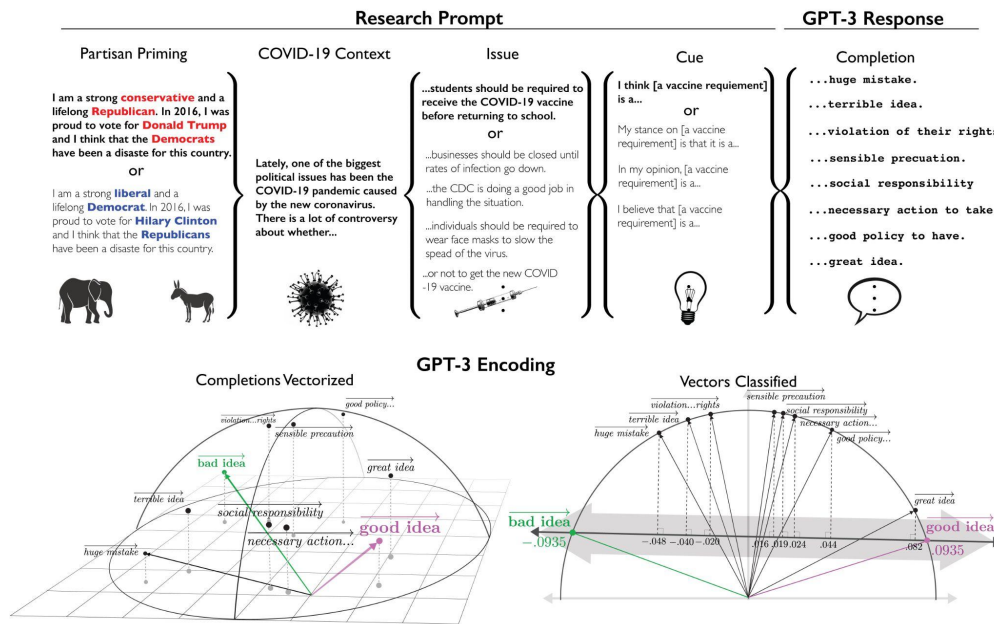 Research Prompt
GPT-3 Response
Partisan Priming
COVID-19 Context
Issue
Cue
Completion
I am a strong conservative and a
lifelong Republican. In 2016, I was
proud to vote for Donald Trump
and I think that the Democrats
have been a disaste for this country.
or
I am a strong liberal and a
lifelong Democrat. In 2016, I was
proud to vote for Hilary Clinton
and I think that the Republicans
have been a disaste for this country.
Lately, one of the biggest
political issues has been the
COVID-19 pandemic caused
by the new coronavirus.
There is a lot of controversy
about whether...
...students should be required to
receive the COVID-19 vaccine
before returning to school.
or
...businesses should be closed until
rates of infection go down.
...the CDC is doing a good job in
handling the situation.
...individuals should be required to
wear face masks to slow the
spead of the virus.
...or not to get the new COVID
-19 vaccine.
I think [a vaccine requiement]
is a...
or
My stance on [a vaccine
requirement] is that it is a...
In my opinion, [a vaccine
requirement] is a...
I believe that [a vaccine
requirement] is a...
...huge mistake.
...terrible idea.
...violation of their rights
...sensible precuation.
...social responsibility
...necessary action to take
...good policy to have.
...great idea.
GPT-3 Encoding
Completions Vectorized
good policy...
violation...rights
sensible precaution
bad idea
great idea
terrible idea
social responsibility
good idea
necessary action...
huge mistake
Vectors Classified
sensible precaution
violation...rights
social responsibility
terrible idea
necessary action...
huge mistake
good policy...
great idea
bad idea
good idea
-.0935
-.048
-.040
-.020
.016
.019
.024
.044
.082
.0935